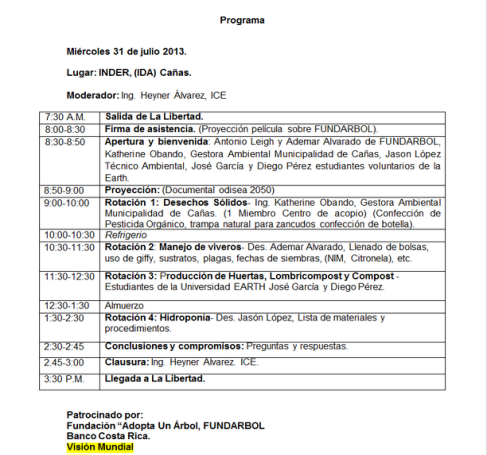 Programa
Miércoles 31 de julio 2013.
Lugar: INDER, (IDA) Cañas.
Moderador: Ing. Heyner Álvarez, ICE
7:30 A.M. Salida de La Libertad.
8:00-8:30 Firma de asistencia. (Proyección película sobre FUNDARBOL).
8:30-8:50 Apertura y bienvenida: Antonio Leigh y Ademar Alvarado de FUNDARBOL,
Katherine Obando, Gestora Ambiental Municipalidad de Cañas, Jason López
Técnico Ambiental, José García y Diego Pérez estudiantes voluntarios de la
Earth.
8:50-9:00 Proyección: (Documental odisea 2050)
9:00-10:00 Rotación 1: Desechos Sólidos- Ing. Katherine Obando, Gestora Ambiental
Municipalidad de Cañas. (1 Miembro Centro de acopio) (Confección de
Pesticida Orgánico, trampa natural para zancudos confección de botella).
10:00-10:30 Refrigerio
10:30-11:30 Rotación 2: Manejo de viveros- Des. Ademar Alvarado, Llenado de bolsas,
uso de giffy, sustratos, plagas, fechas de siembras, (NIM, Citronela), etc.
11:30-12:30 Rotación 3: Producción de Huertas, Lombricompost y Compost -
Estudiantes de la Universidad EARTH José García y Diego Pérez.
12:30-1:30 Almuerzo
1:30-2:30 Rotación 4: Hidroponía- Des. Jasón López, Lista de materiales y
procedimientos.
2:30-2:45 Conclusiones y compromisos: Preguntas y respuestas.
2.45-3:00 Clausura: Ing. Heyner Alvarez. ICE.
3:30 P.M. Llegada a La Libertad.
Patrocinado por:
Fundación “Adopta Un Árbol, FUNDARBOL
Banco Costa Rica.
Visión Mundial